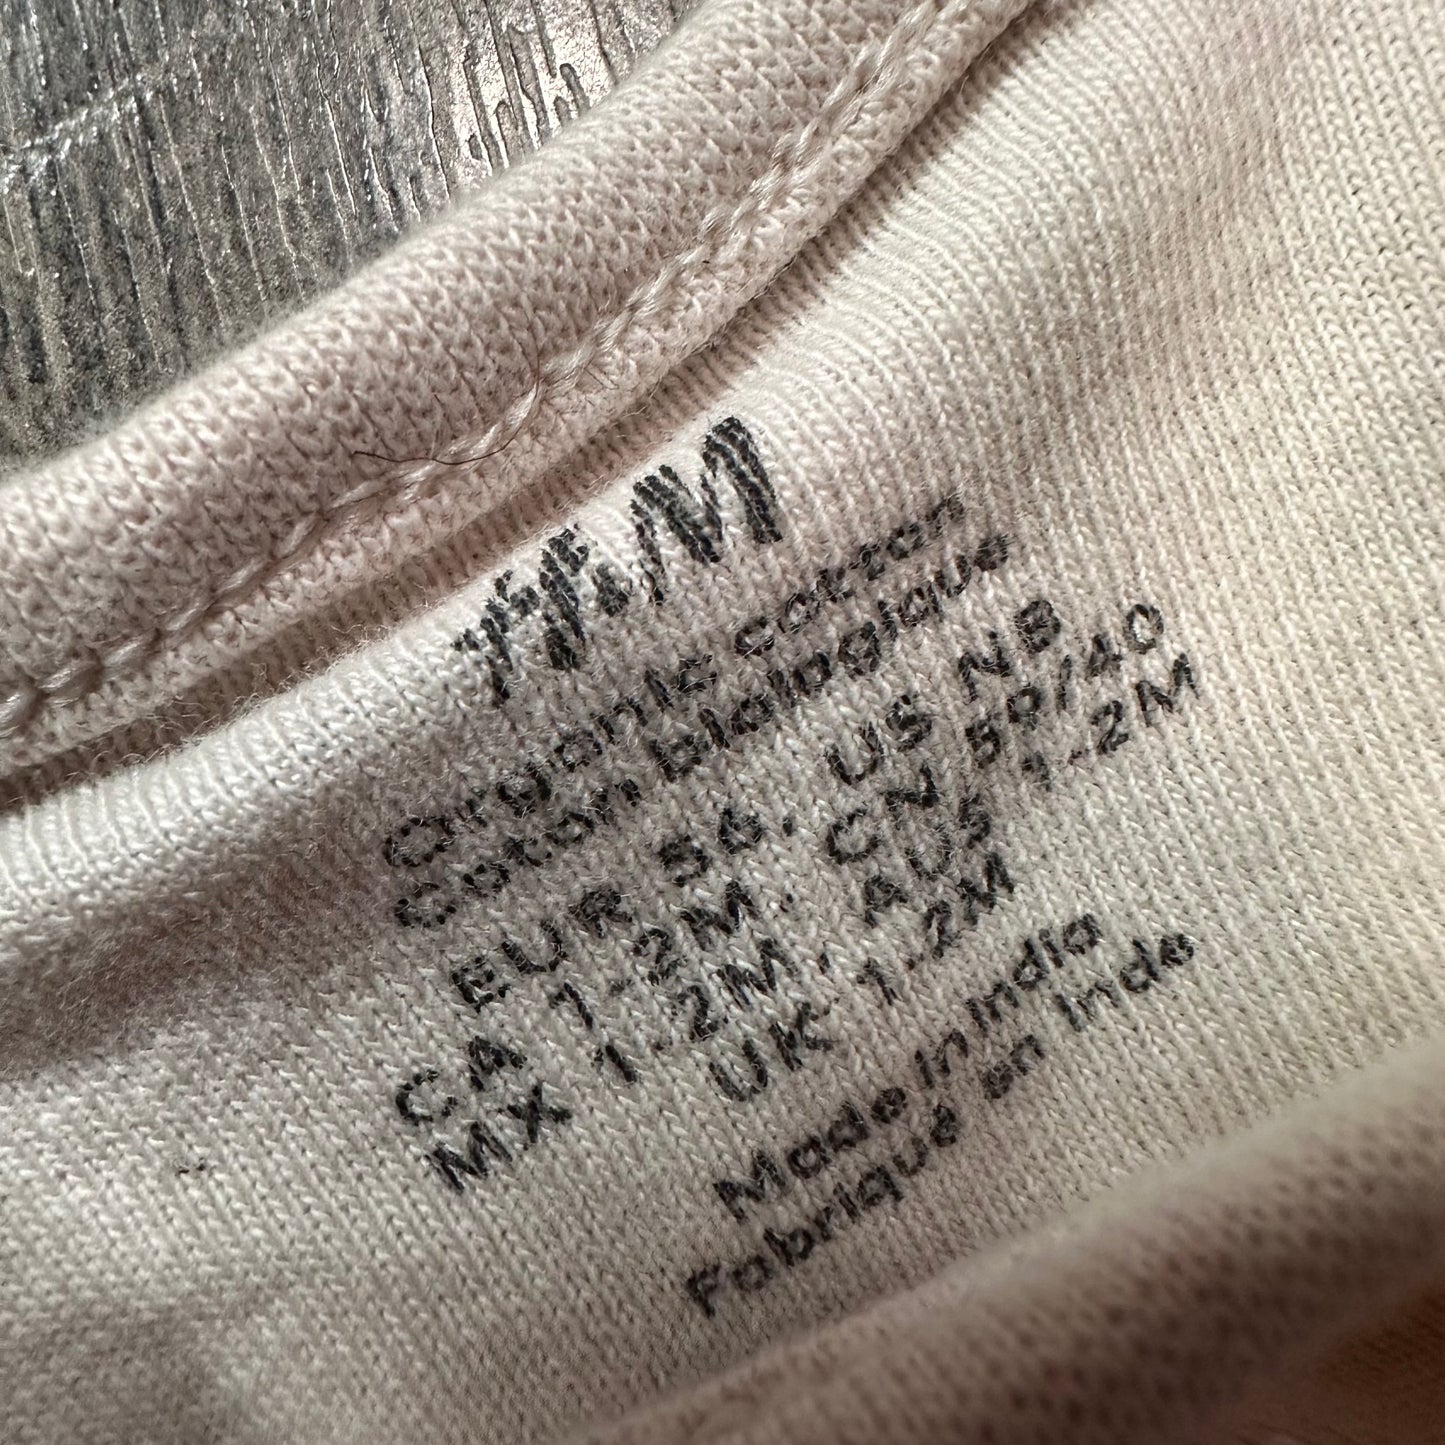 H&M
Organic cotton
Coton biologique
EUR 56, US NB
CA 1-2M, CN 59/40
MX 1-2M, AUS 1-2M
UK 1-2M
Made in India
Fabriqué en Inde